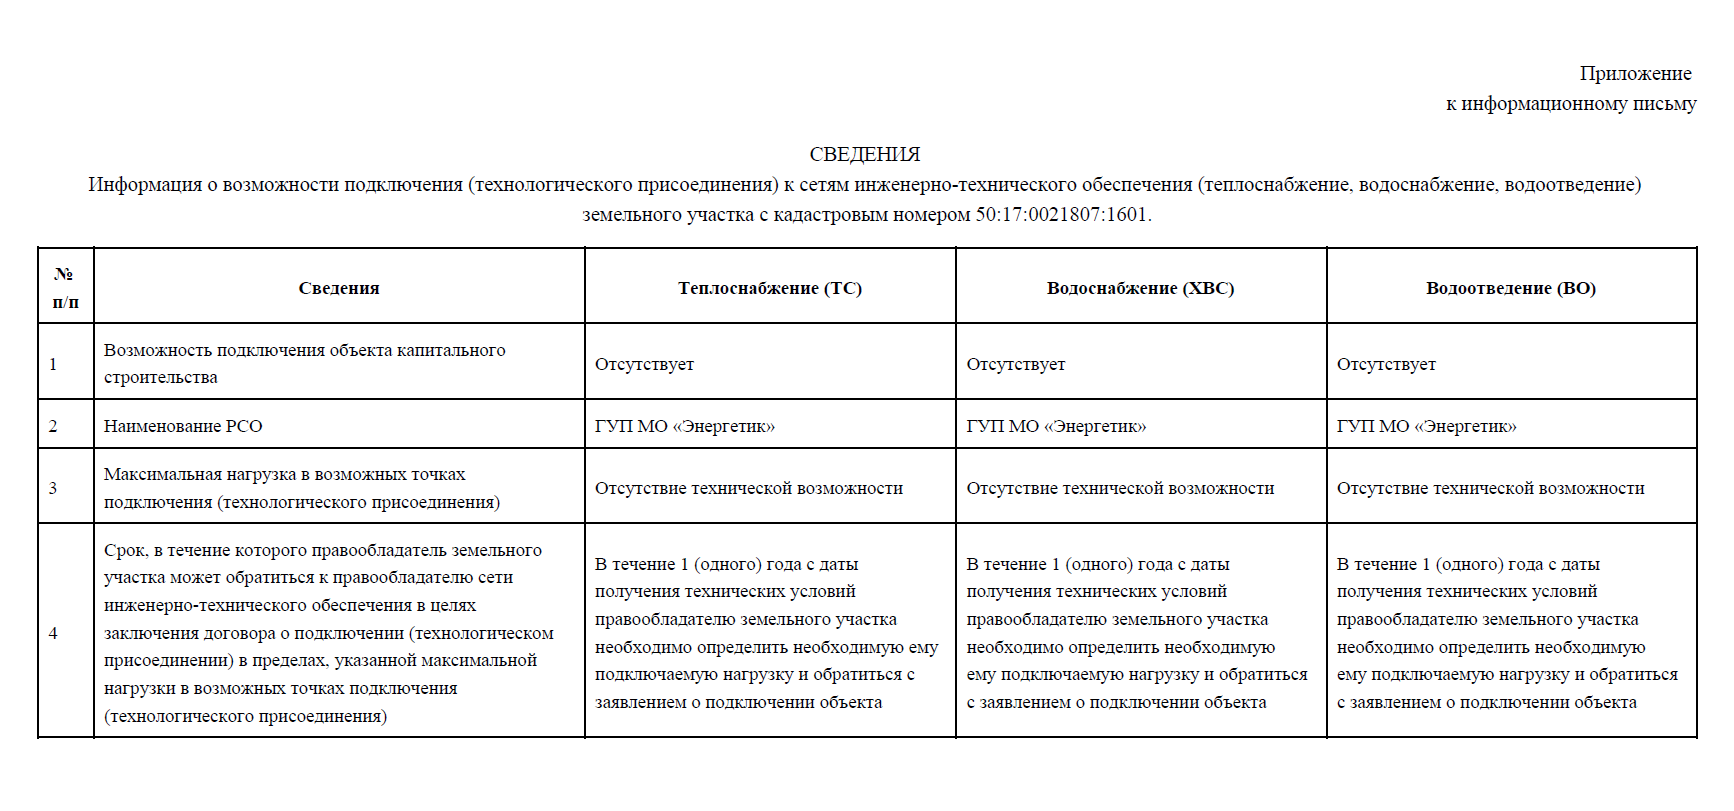 Приложение
к информационному письму
СВЕДЕНИЯ
Информация о возможности подключения (технологического присоединения) к сетям инженерно-технического обеспечения (теплоснабжение, водоснабжение, водоотведение)
земельного участка с кадастровым номером 50:17:0021807:1601.
№
п/п
Сведения
Теплоснабжение (ТС)
Водоснабжение (ХВС)
Водоотведение (ВО)
1
Возможность подключения объекта капитального
строительства
Отсутствует
Отсутствует
Отсутствует
2
Наименование РСО
ГУП МО «Энергетик»
ГУП МО «Энергетик»
ГУП МО «Энергетик»
3
Максимальная нагрузка в возможных точках
подключения (технологического присоединения)
Отсутствие технической возможности
Отсутствие технической возможности
Отсутствие технической возможности
4
Срок, в течение которого правообладатель земельного
участка может обратиться к правообладателю сети
инженерно-технического обеспечения в целях
заключения договора о подключении (технологическом
присоединении) в пределах, указанной максимальной
нагрузки в возможных точках подключения
(технологического присоединения)
В течение 1 (одного) года с даты
получения технических условий
правообладателю земельного участка
необходимо определить необходимую ему
подключаемую нагрузку и обратиться с
заявлением о подключении объекта
В течение 1 (одного) года с даты
получения технических условий
правообладателю земельного участка
необходимо определить необходимую
ему подключаемую нагрузку и обратиться
с заявлением о подключении объекта
В течение 1 (одного) года с даты
получения технических условий
правообладателю земельного участка
необходимо определить необходимую
ему подключаемую нагрузку и обратиться
с заявлением о подключении объекта